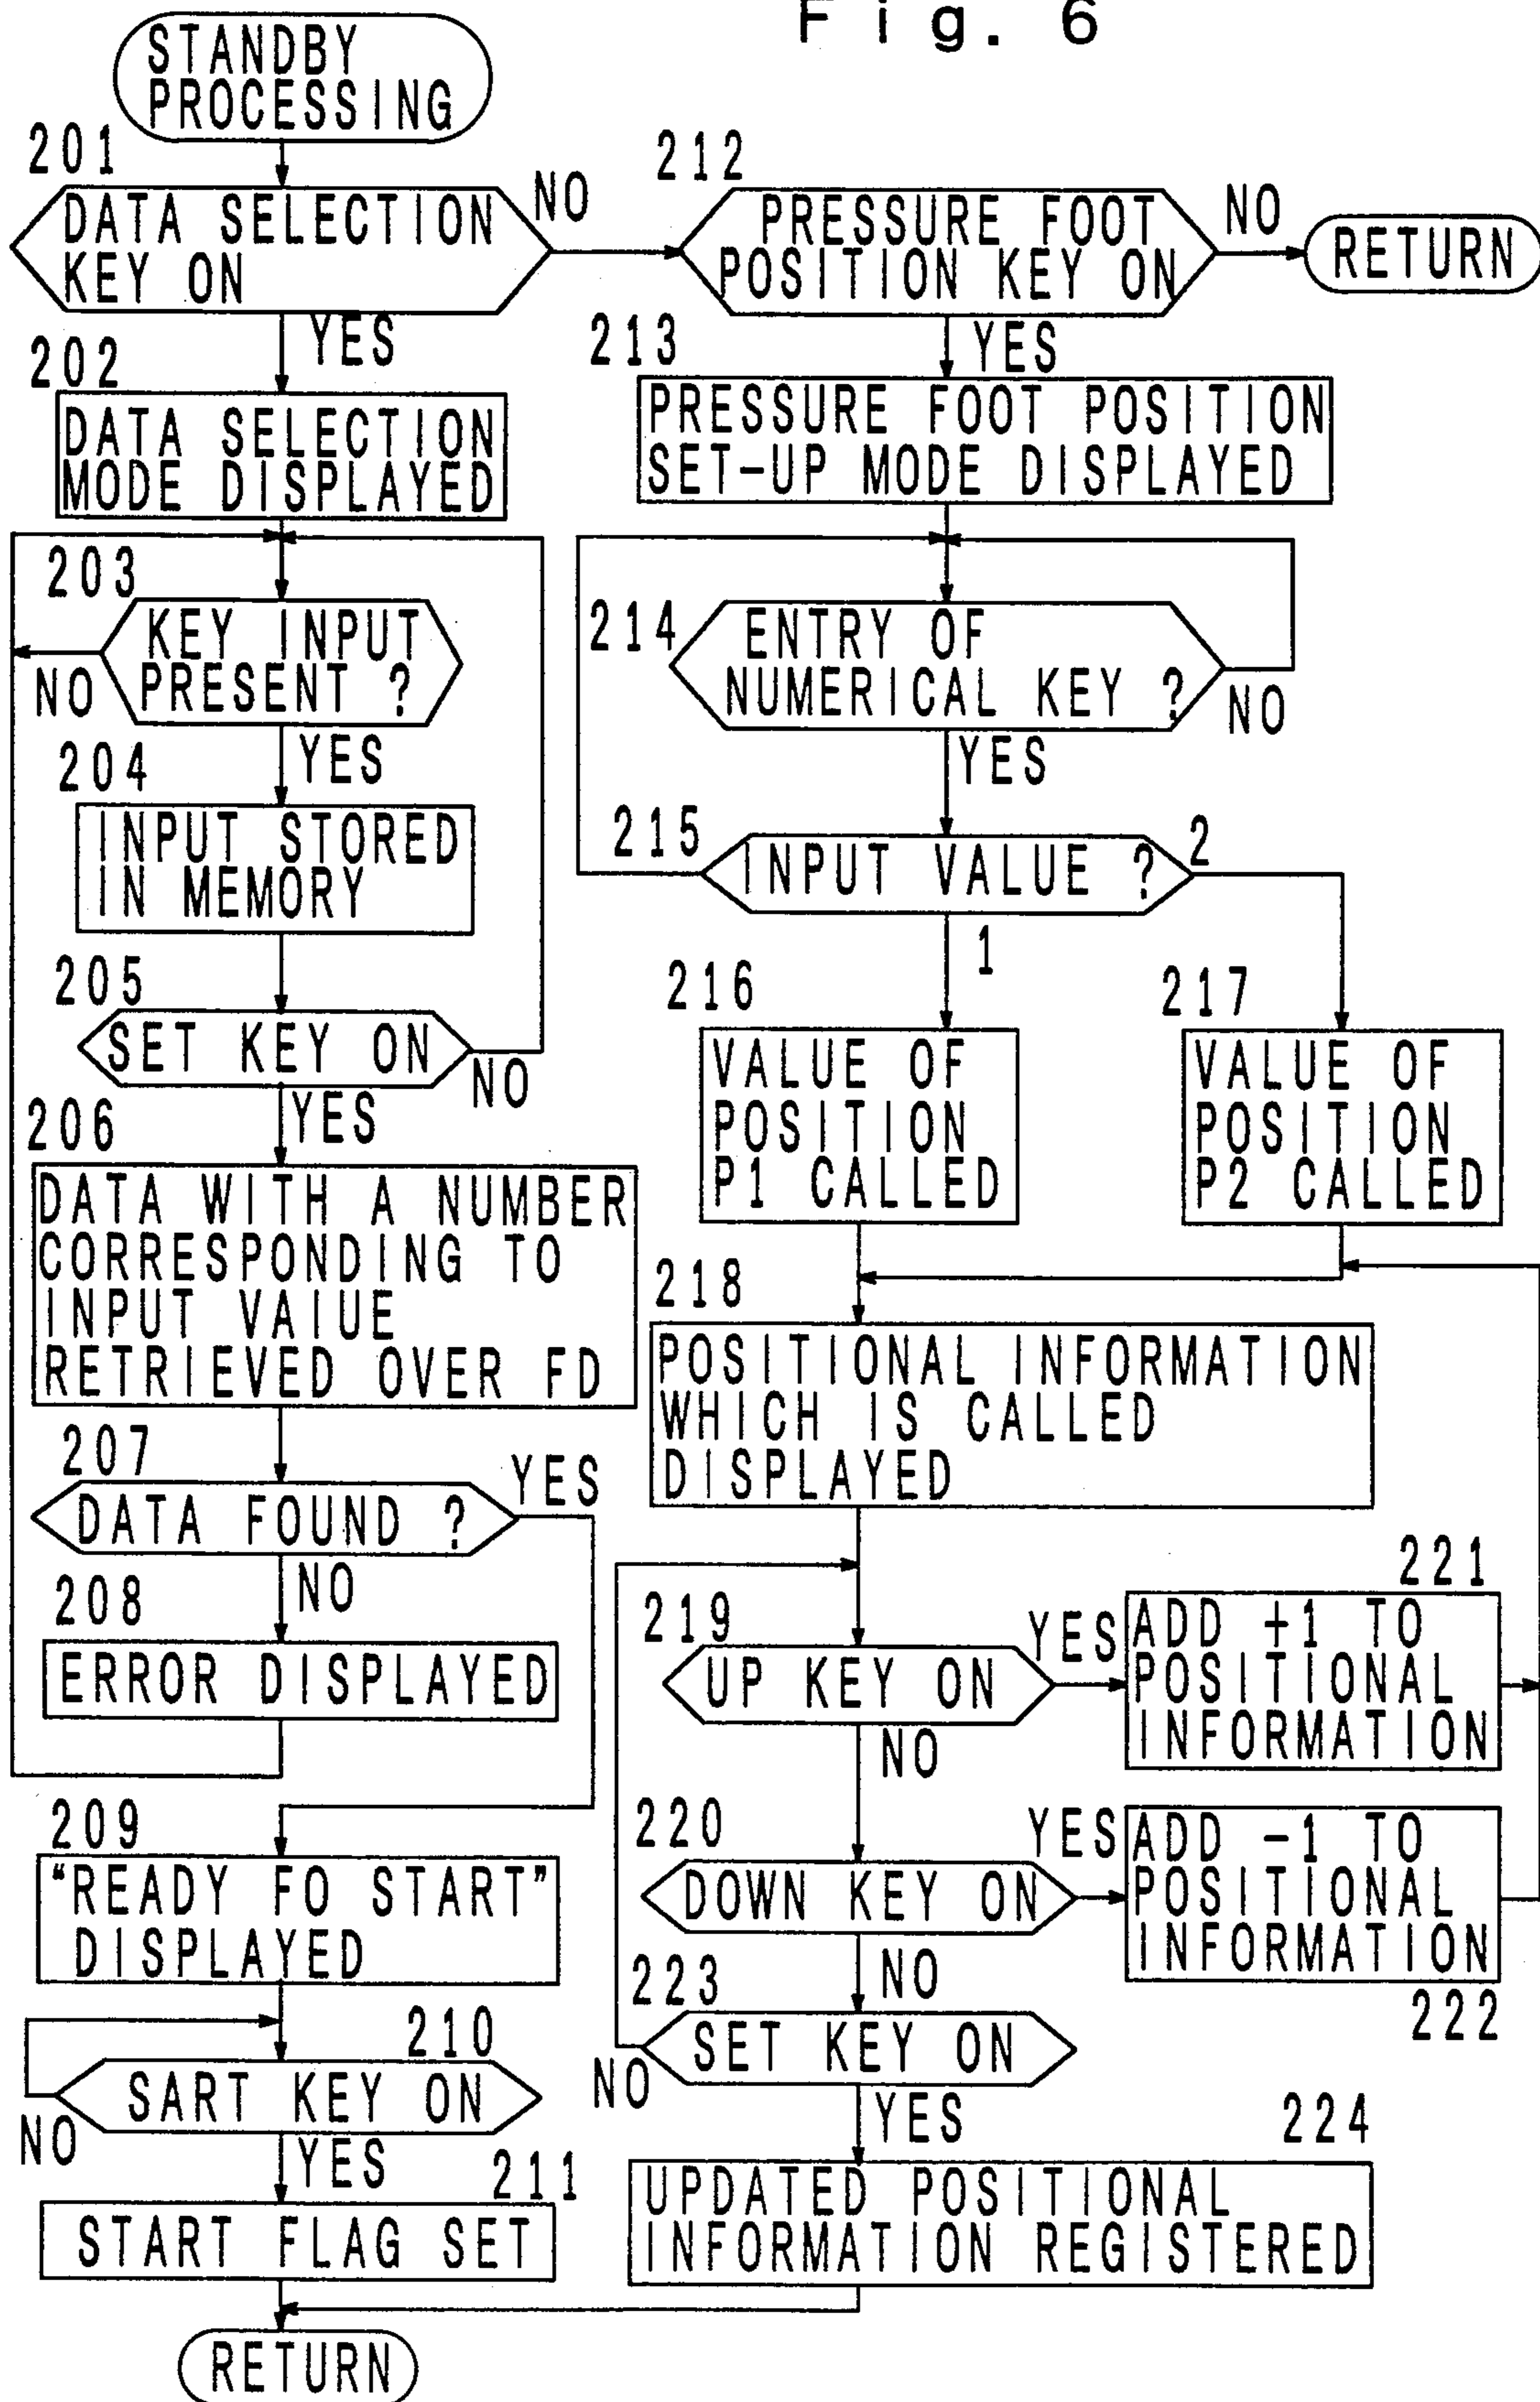 Fig. 6
STANDBY
PROCESSING
201
DATA SELECTION
KEY ON
NO
YES
202
DATA SELECTION
MODE DISPLAYED
203
KEY INPUT
PRESENT ?
NO
YES
204
INPUT STORED
IN MEMORY
205
SET KEY ON
NO
YES
206
DATA WITH A NUMBER
CORRESPONDING TO
INPUT VAIUE
RETRIEVED OVER FD
207
DATA FOUND ?
YES
NO
208
ERROR DISPLAYED
209
“READY FO START”
DISPLAYED
210
SART KEY ON
NO
YES
211
START FLAG SET
RETURN
212
PRESSURE FOOT
POSITION KEY ON
NO
RETURN
YES
213
PRESSURE FOOT POSITION
SET-UP MODE DISPLAYED
214
ENTRY OF
NUMERICAL KEY ?
NO
YES
215
INPUT VALUE ?
2
1
216
VALUE OF
POSITION
P1 CALLED
217
VALUE OF
POSITION
P2 CALLED
218
POSITIONAL INFORMATION
WHICH IS CALLED
DISPLAYED
219
UP KEY ON
YES
NO
221
ADD +1 TO
POSITIONAL
INFORMATION
220
DOWN KEY ON
YES
NO
ADD -1 TO
POSITIONAL
INFORMATION
222
223
SET KEY ON
NO
YES
224
UPDATED POSITIONAL
INFORMATION REGISTERED